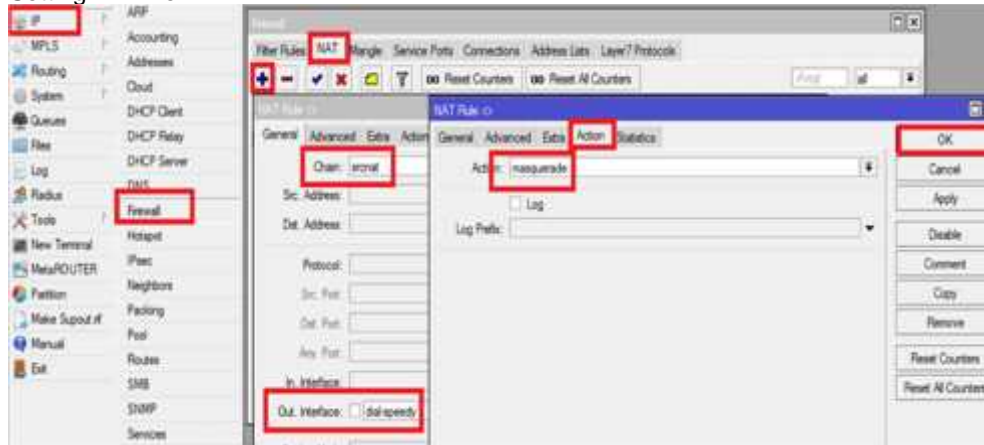 IP
MPLS
Routing
System
Queues
Files
Log
Radius
Tools
New Terminal
MetaROUTER
Partition
Make Supout.rif
Manual
Exit
ARP
Accounting
Addresses
Cloud
DHCP Client
DHCP Relay
DHCP Server
DNS
Firewall
Hotspot
IPsec
Neighbors
Packing
Pool
Routes
SMB
SNMP
Services
Firewall
Filter Rules NAT Mangle Service Ports Connections Address Lists Layer7 Protocols
00 Reset Counters 00 Reset All Counters Find all
NAT Rule <>
General Advanced Extra Action
Chain: srcnat
Src. Address:
Dst. Address:
Protocol:
Src. Port:
Dst. Port:
Any. Port:
In. Interface:
Out. Interface: dial-speedy
NAT Rule <>
General Advanced Extra Action Statistics
Action: masquerade
Log
Log Prefix:
OK
Cancel
Apply
Disable
Comment
Copy
Remove
Reset Counters
Reset All Counters